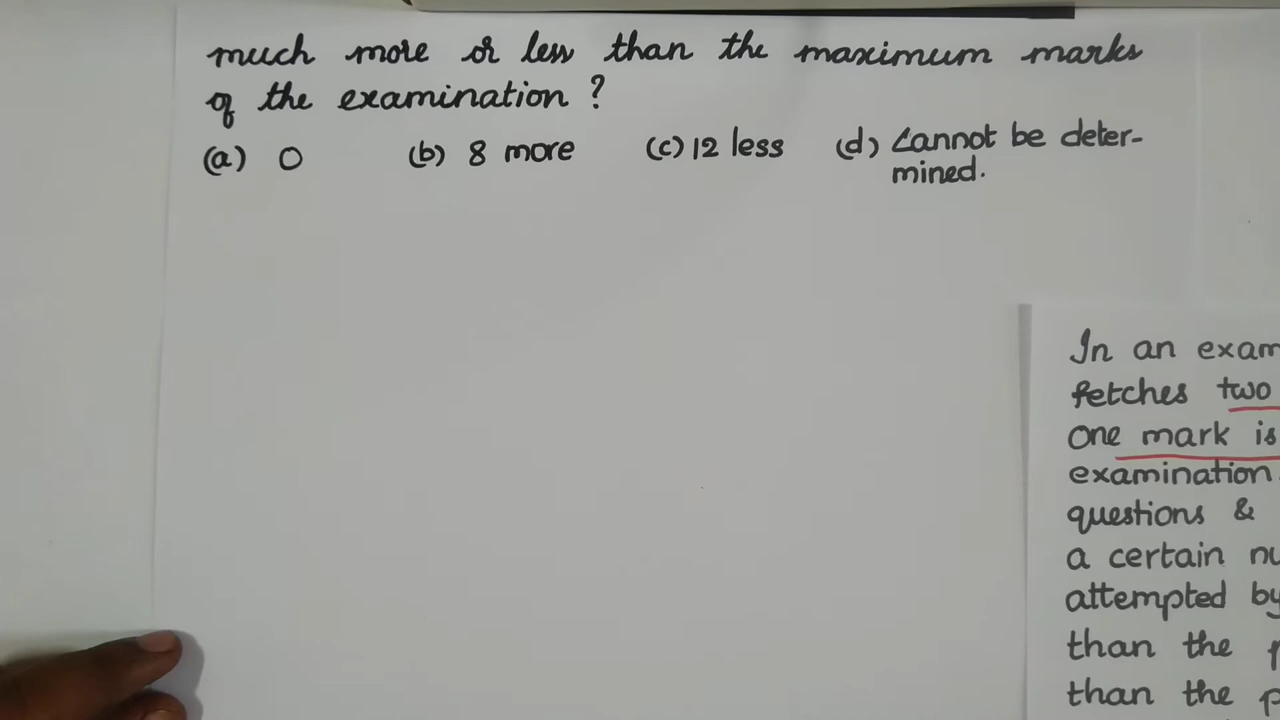 much more or less than the maximum marks
of the examination ?
(a) 0 (b) 8 more (c) 12 less (d) Cannot be deter-
mined.
In an exam
fetches two
one mark is
examination
questions &
a certain nu
attempted by
than the p
than the p